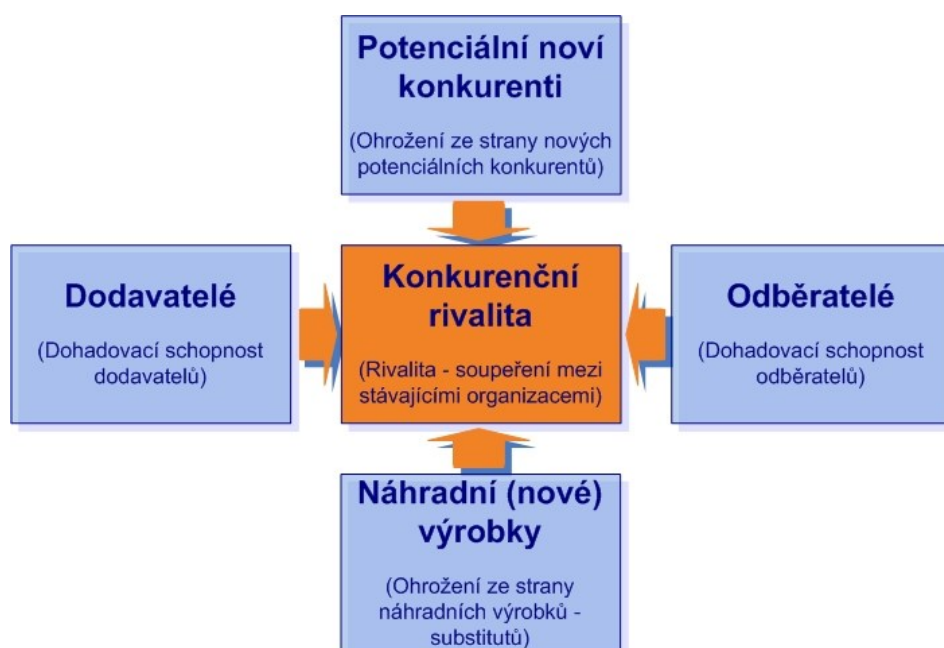 Potenciální noví
konkurenti
(Ohrožení ze strany nových
potenciálních konkurentů)
Dodavatelé
(Dohadovací schopnost
dodavatelů)
Konkurenční
rivalita
(Rivalita - soupeření mezi
stávajícími organizacemi)
Odběratelé
(Dohadovací schopnost
odběratelů)
Náhradní (nové)
výrobky
(Ohrožení ze strany
náhradních výrobků -
substitutů)